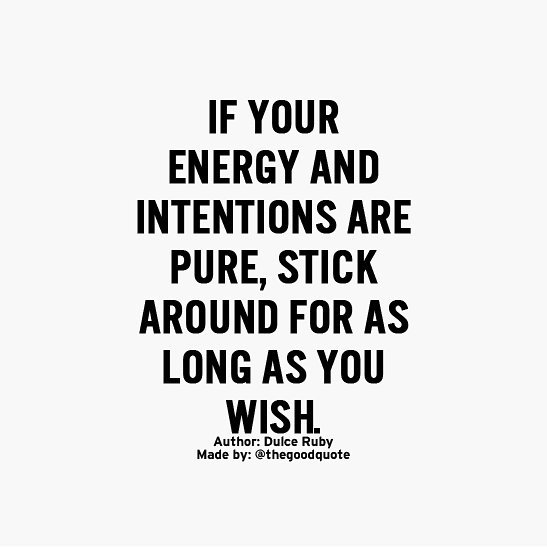 IF YOUR
ENERGY AND
INTENTIONS ARE
PURE, STICK
AROUND FOR AS
LONG AS YOU
WISH.
Author: Dulce Ruby
Made by: @thegoodquote